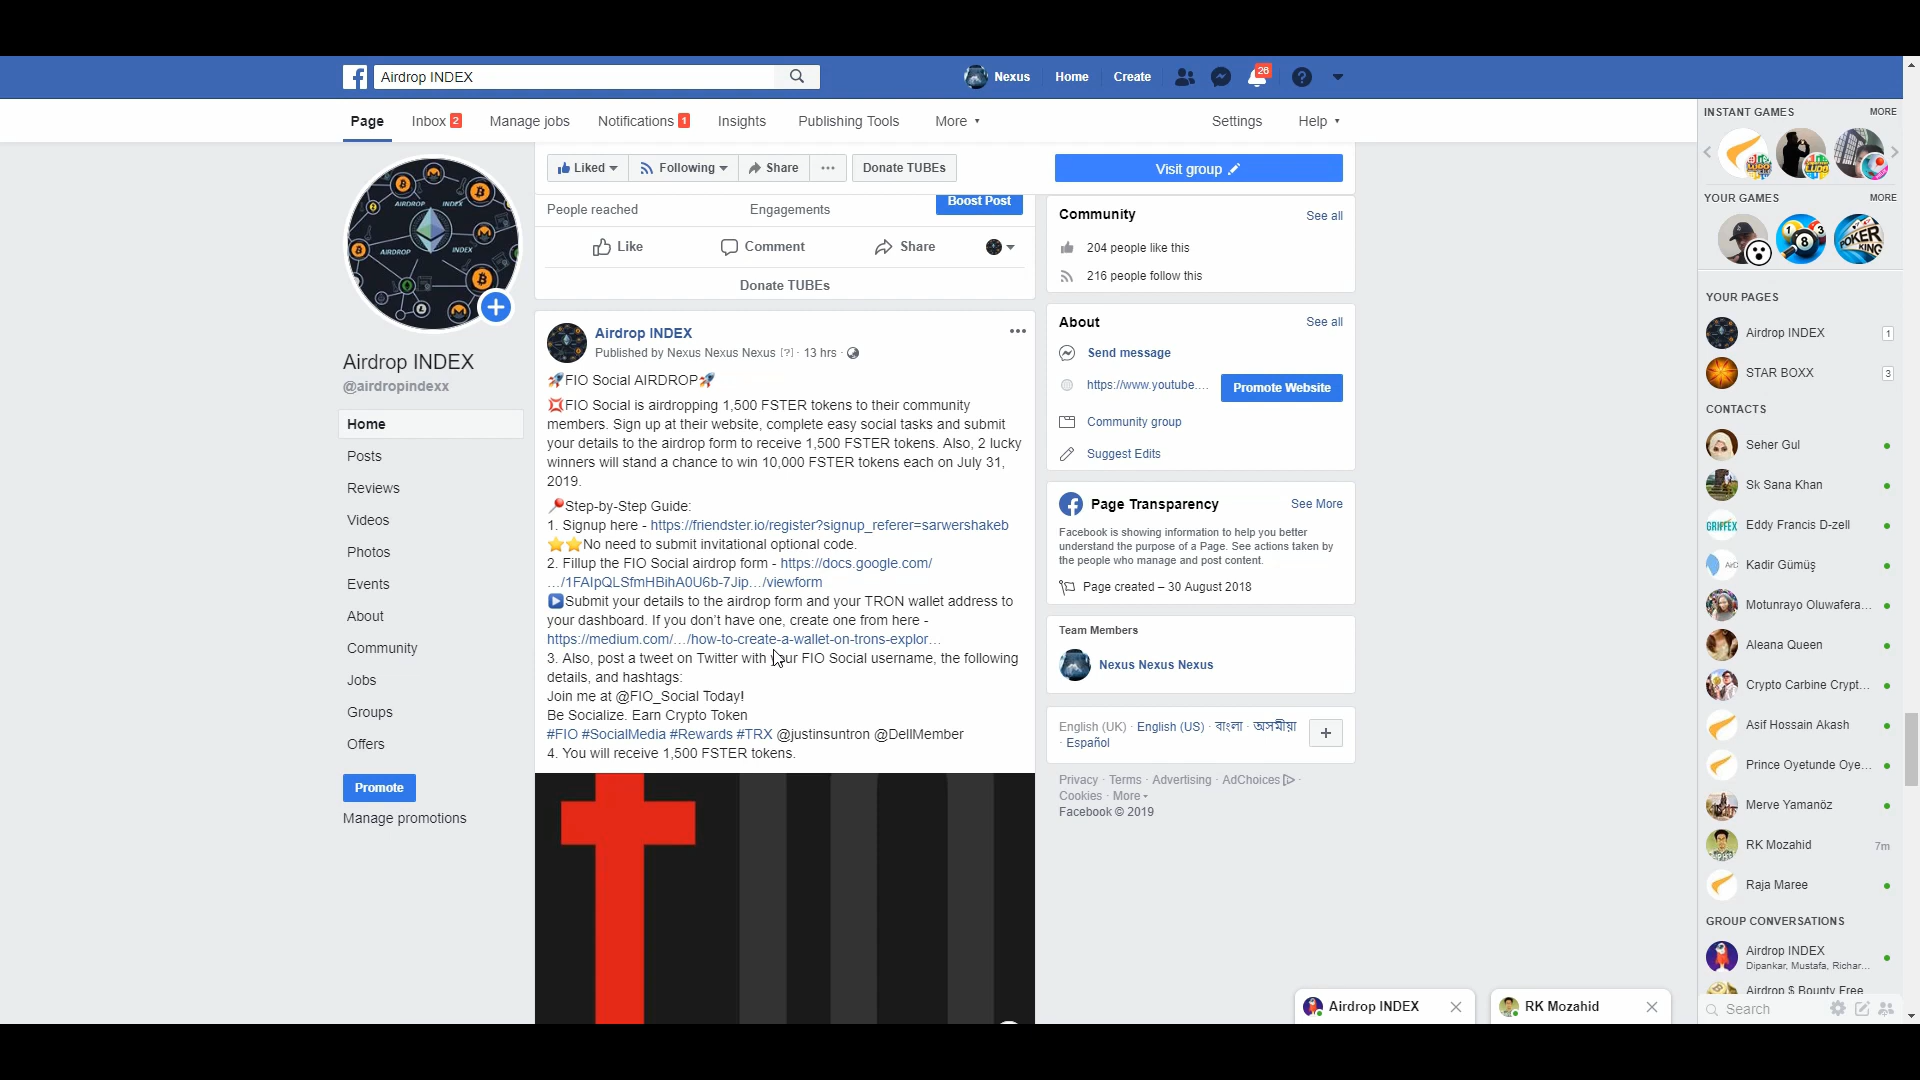 Airdrop INDEX
Nexus
Home
Create
26
Page
Inbox 2
Manage jobs
Notifications 1
Insights
Publishing Tools
More
Settings
Help
AIRDROP INDEX
AIRDROP INDEX
Airdrop INDEX
@airdropindexx
Home
Posts
Reviews
Videos
Photos
Events
About
Community
Jobs
Groups
Offers
Promote
Manage promotions
Liked
Following
Share
Donate TUBEs
Visit group
People reached
Engagements
Boost Post
Like
Comment
Share
Donate TUBEs
Airdrop INDEX
Published by Nexus Nexus Nexus [?] · 13 hrs ·
🚀FIO Social AIRDROP🚀
💢FIO Social is airdropping 1,500 FSTER tokens to their community
members. Sign up at their website, complete easy social tasks and submit
your details to the airdrop form to receive 1,500 FSTER tokens. Also, 2 lucky
winners will stand a chance to win 10,000 FSTER tokens each on July 31,
2019.
📍Step-by-Step Guide:
1. Signup here - https://friendster.io/register?signup_referer=sarwershakeb
⭐⭐No need to submit invitational optional code.
2. Fillup the FIO Social airdrop form - https://docs.google.com/
…/1FAIpQLSfmHBihA0U6b-7Jip…/viewform
▶Submit your details to the airdrop form and your TRON wallet address to
your dashboard. If you don't have one, create one from here -
https://medium.com/…/how-to-create-a-wallet-on-trons-explor…
3. Also, post a tweet on Twitter with your FIO Social username, the following
details, and hashtags:
Join me at @FIO_Social Today!
Be Socialize. Earn Crypto Token
#FIO #SocialMedia #Rewards #TRX @justinsuntron @DellMember
4. You will receive 1,500 FSTER tokens.
Community
See all
204 people like this
216 people follow this
About
See all
Send message
https://www.youtube....
Promote Website
Community group
Suggest Edits
Page Transparency
See More
Facebook is showing information to help you better
understand the purpose of a Page. See actions taken by
the people who manage and post content.
Page created – 30 August 2018
Team Members
Nexus Nexus Nexus
English (UK) · English (US) · বাংলা · অসমীয়া
· Español
Privacy · Terms · Advertising · AdChoices ·
Cookies · More
Facebook © 2019
INSTANT GAMES
MORE
YOUR GAMES
MORE
1 8 3
POKER
KING
YOUR PAGES
Airdrop INDEX
1
STAR BOXX
3
CONTACTS
Seher Gul
Sk Sana Khan
GRIFFEX
Eddy Francis D-zell
Kadir Gümüş
Motunrayo Oluwafera...
Aleana Queen
Crypto Carbine Crypt...
Asif Hossain Akash
Prince Oyetunde Oye...
Merve Yamanöz
RK Mozahid
7m
Raja Maree
GROUP CONVERSATIONS
Airdrop INDEX
Dipankar, Mustafa, Richar...
Airdrop $ Bounty Free
Search
Airdrop INDEX
RK Mozahid